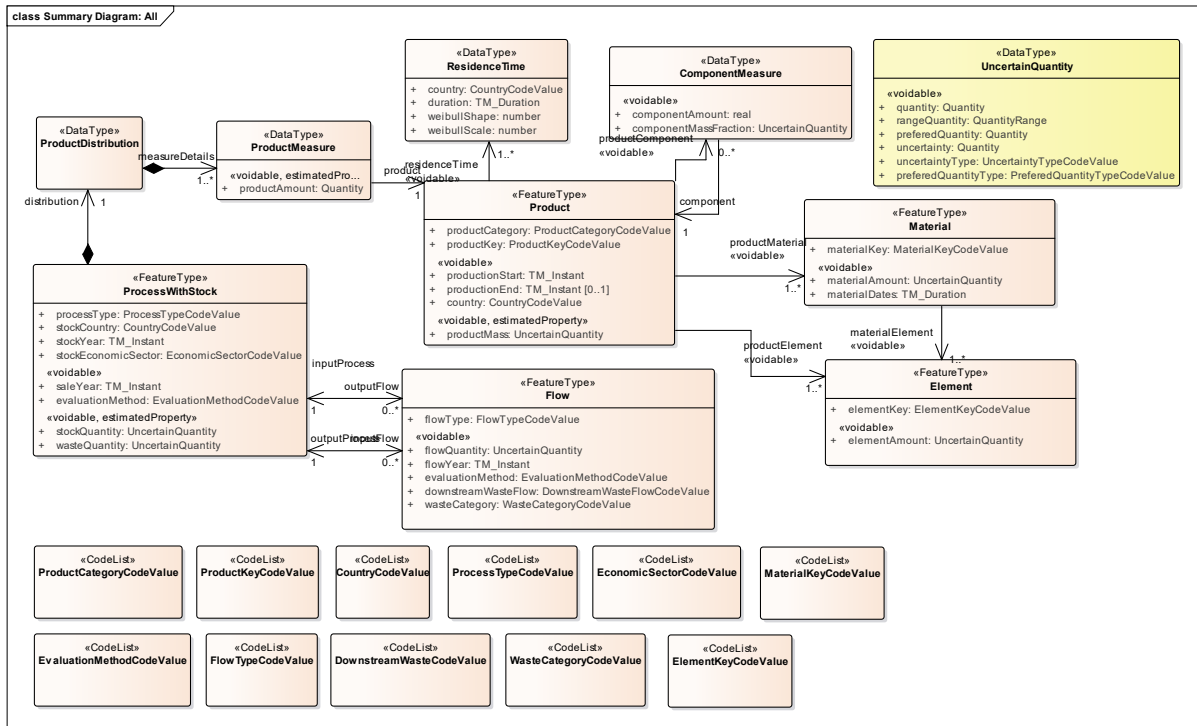 class Summary Diagram: All
«DataType»
ResidenceTime
+ country: CountryCodeValue
+ duration: TM_Duration
+ weibullShape: number
+ weibullScale: number
«DataType»
ComponentMeasure
«voidable»
+ componentAmount: real
+ componentMassFraction: UncertainQuantity
«DataType»
UncertainQuantity
«voidable»
+ quantity: Quantity
+ rangeQuantity: QuantityRange
+ preferedQuantity: Quantity
+ uncertainty: Quantity
+ uncertaintyType: UncertaintyTypeCodeValue
+ preferedQuantityType: PreferedQuantityTypeCodeValue
«DataType»
ProductDistribution
measureDetails
1..*
«DataType»
ProductMeasure
«voidable, estimatedPro...
+ productAmount: Quantity
product
1
residenceTime
«voidable»
1..*
productComponent
«voidable»
0..*
component
1
distribution
1
«FeatureType»
Product
+ productCategory: ProductCategoryCodeValue
+ productKey: ProductKeyCodeValue
«voidable»
+ productionStart: TM_Instant
+ productionEnd: TM_Instant [0..1]
+ country: CountryCodeValue
«voidable, estimatedProperty»
+ productMass: UncertainQuantity
productMaterial
«voidable»
1..*
«FeatureType»
Material
+ materialKey: MaterialKeyCodeValue
«voidable»
+ materialAmount: UncertainQuantity
+ materialDates: TM_Duration
materialElement
«voidable»
1..*
productElement
«voidable»
1..*
«FeatureType»
Element
+ elementKey: ElementKeyCodeValue
«voidable»
+ elementAmount: UncertainQuantity
«FeatureType»
ProcessWithStock
+ processType: ProcessTypeCodeValue
+ stockCountry: CountryCodeValue
+ stockYear: TM_Instant
+ stockEconomicSector: EconomicSectorCodeValue
«voidable»
+ saleYear: TM_Instant
+ evaluationMethod: EvaluationMethodCodeValue
«voidable, estimatedProperty»
+ stockQuantity: UncertainQuantity
+ wasteQuantity: UncertainQuantity
inputProcess
1
outputFlow
0..*
outputProcess
1
inputFlow
0..*
«FeatureType»
Flow
+ flowType: FlowTypeCodeValue
«voidable»
+ flowQuantity: UncertainQuantity
+ flowYear: TM_Instant
+ evaluationMethod: EvaluationMethodCodeValue
+ downstreamWasteFlow: DownstreamWasteFlowCodeValue
+ wasteCategory: WasteCategoryCodeValue
«CodeList»
ProductCategoryCodeValue
«CodeList»
ProductKeyCodeValue
«CodeList»
CountryCodeValue
«CodeList»
ProcessTypeCodeValue
«CodeList»
EconomicSectorCodeValue
«CodeList»
MaterialKeyCodeValue
«CodeList»
EvaluationMethodCodeValue
«CodeList»
FlowTypeCodeValue
«CodeList»
DownstreamWasteCodeValue
«CodeList»
WasteCategoryCodeValue
«CodeList»
ElementKeyCodeValue